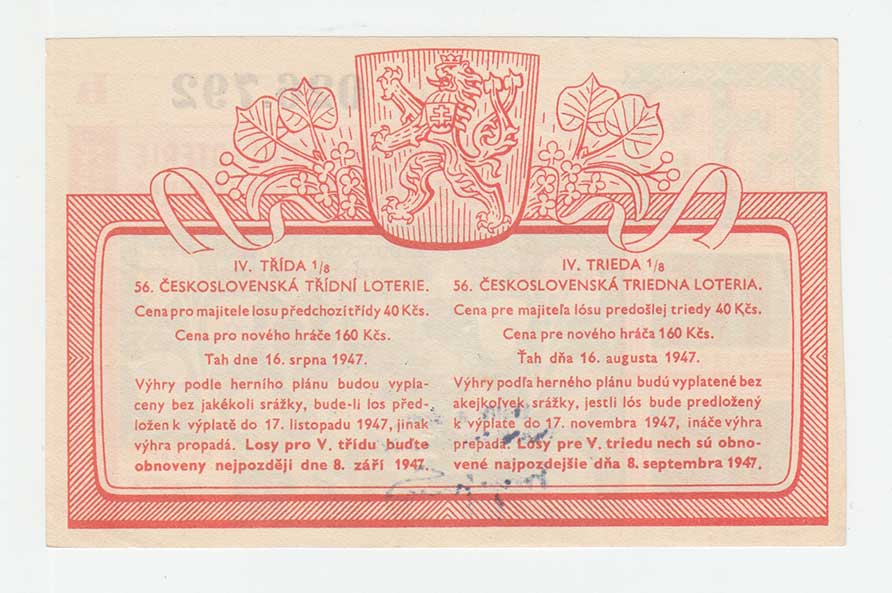 IV. TŘÍDA 1/8
56. ČESKOSLOVENSKÁ TŘÍDNÍ LOTERIE.
Cena pro majitele losu předchozí třídy 40 Kčs.
Cena pro nového hráče 160 Kčs.
Tah dne 16. srpna 1947.
Výhry podle herního plánu budou vypla-
ceny bez jakékoli srážky, bude-li los před-
ložen k výplatě do 17. listopadu 1947, jinak
výhra propadá. Losy pro V. třídu buďte
obnoveny nejpozději dne 8. září 1947.
IV. TRIEDA 1/8
56. ČESKOSLOVENSKÁ TRIEDNA LOTERIA.
Cena pre majiteľa lósu predošlej triedy 40 Kčs.
Cena pre nového hráča 160 Kčs.
Ťah dňa 16. augusta 1947.
Výhry podľa herného plánu budú vyplatené bez
akejkoľvek srážky, jestli lós bude predložený
k výplate do 17. novembra 1947, ináče výhra
prepadá. Losy pre V. triedu nech sú obno-
vené najpozdejšie dňa 8. septembra 1947.